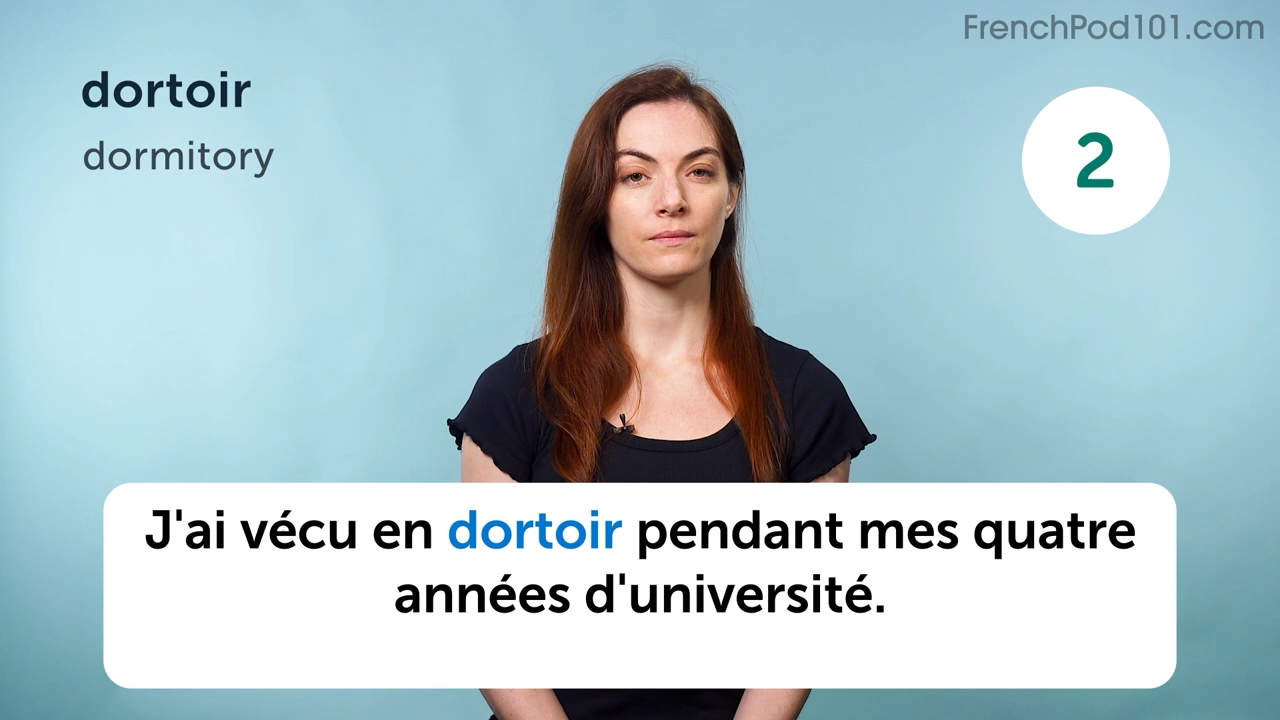 FrenchPod101.com
dortoir
dormitory
2
J'ai vécu en dortoir pendant mes quatre
années d'université.